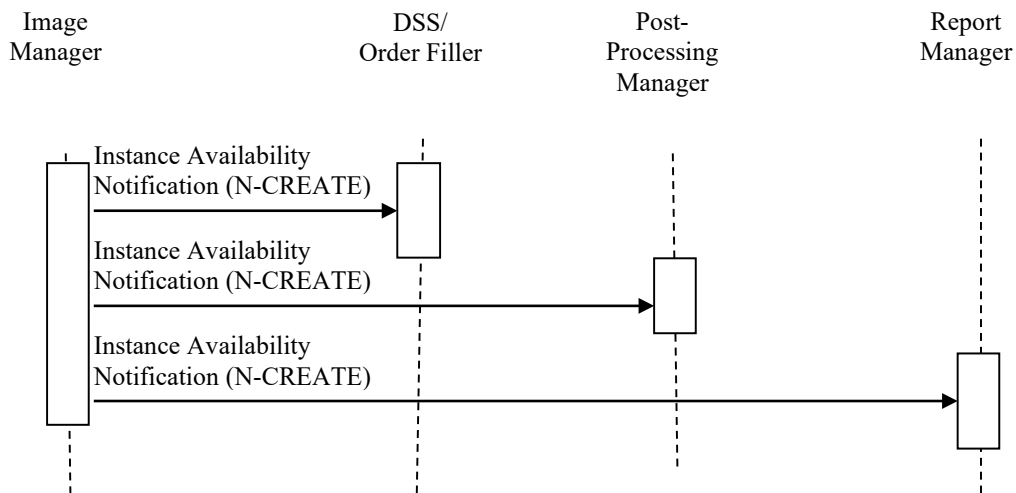 Image
Manager
DSS/
Order Filler
Post-
Processing
Manager
Report
Manager
Instance Availability
Notification (N-CREATE)
Instance Availability
Notification (N-CREATE)
Instance Availability
Notification (N-CREATE)